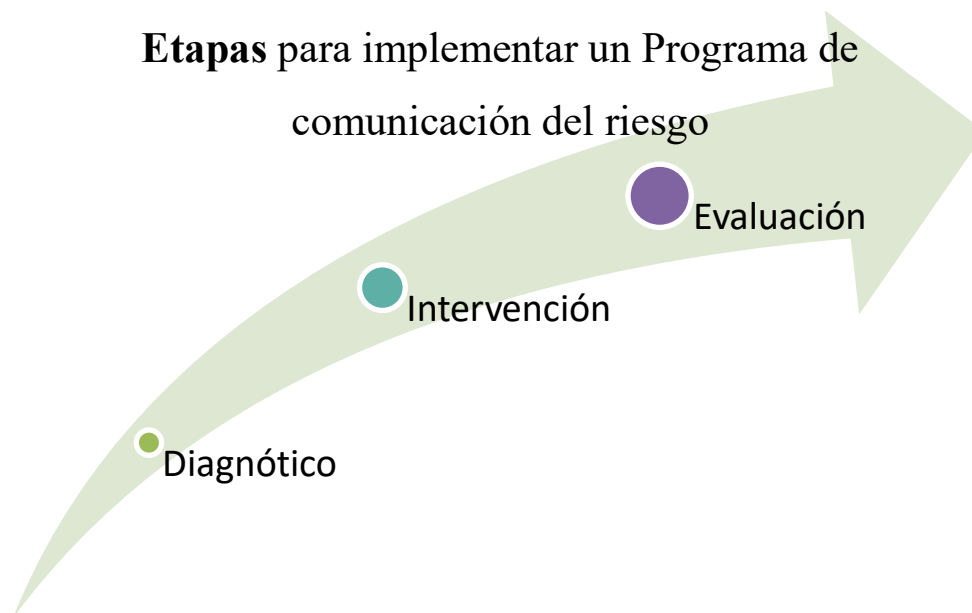 Etapas para implementar un Programa de
comunicación del riesgo
Evaluación
Intervención
Diagnótico